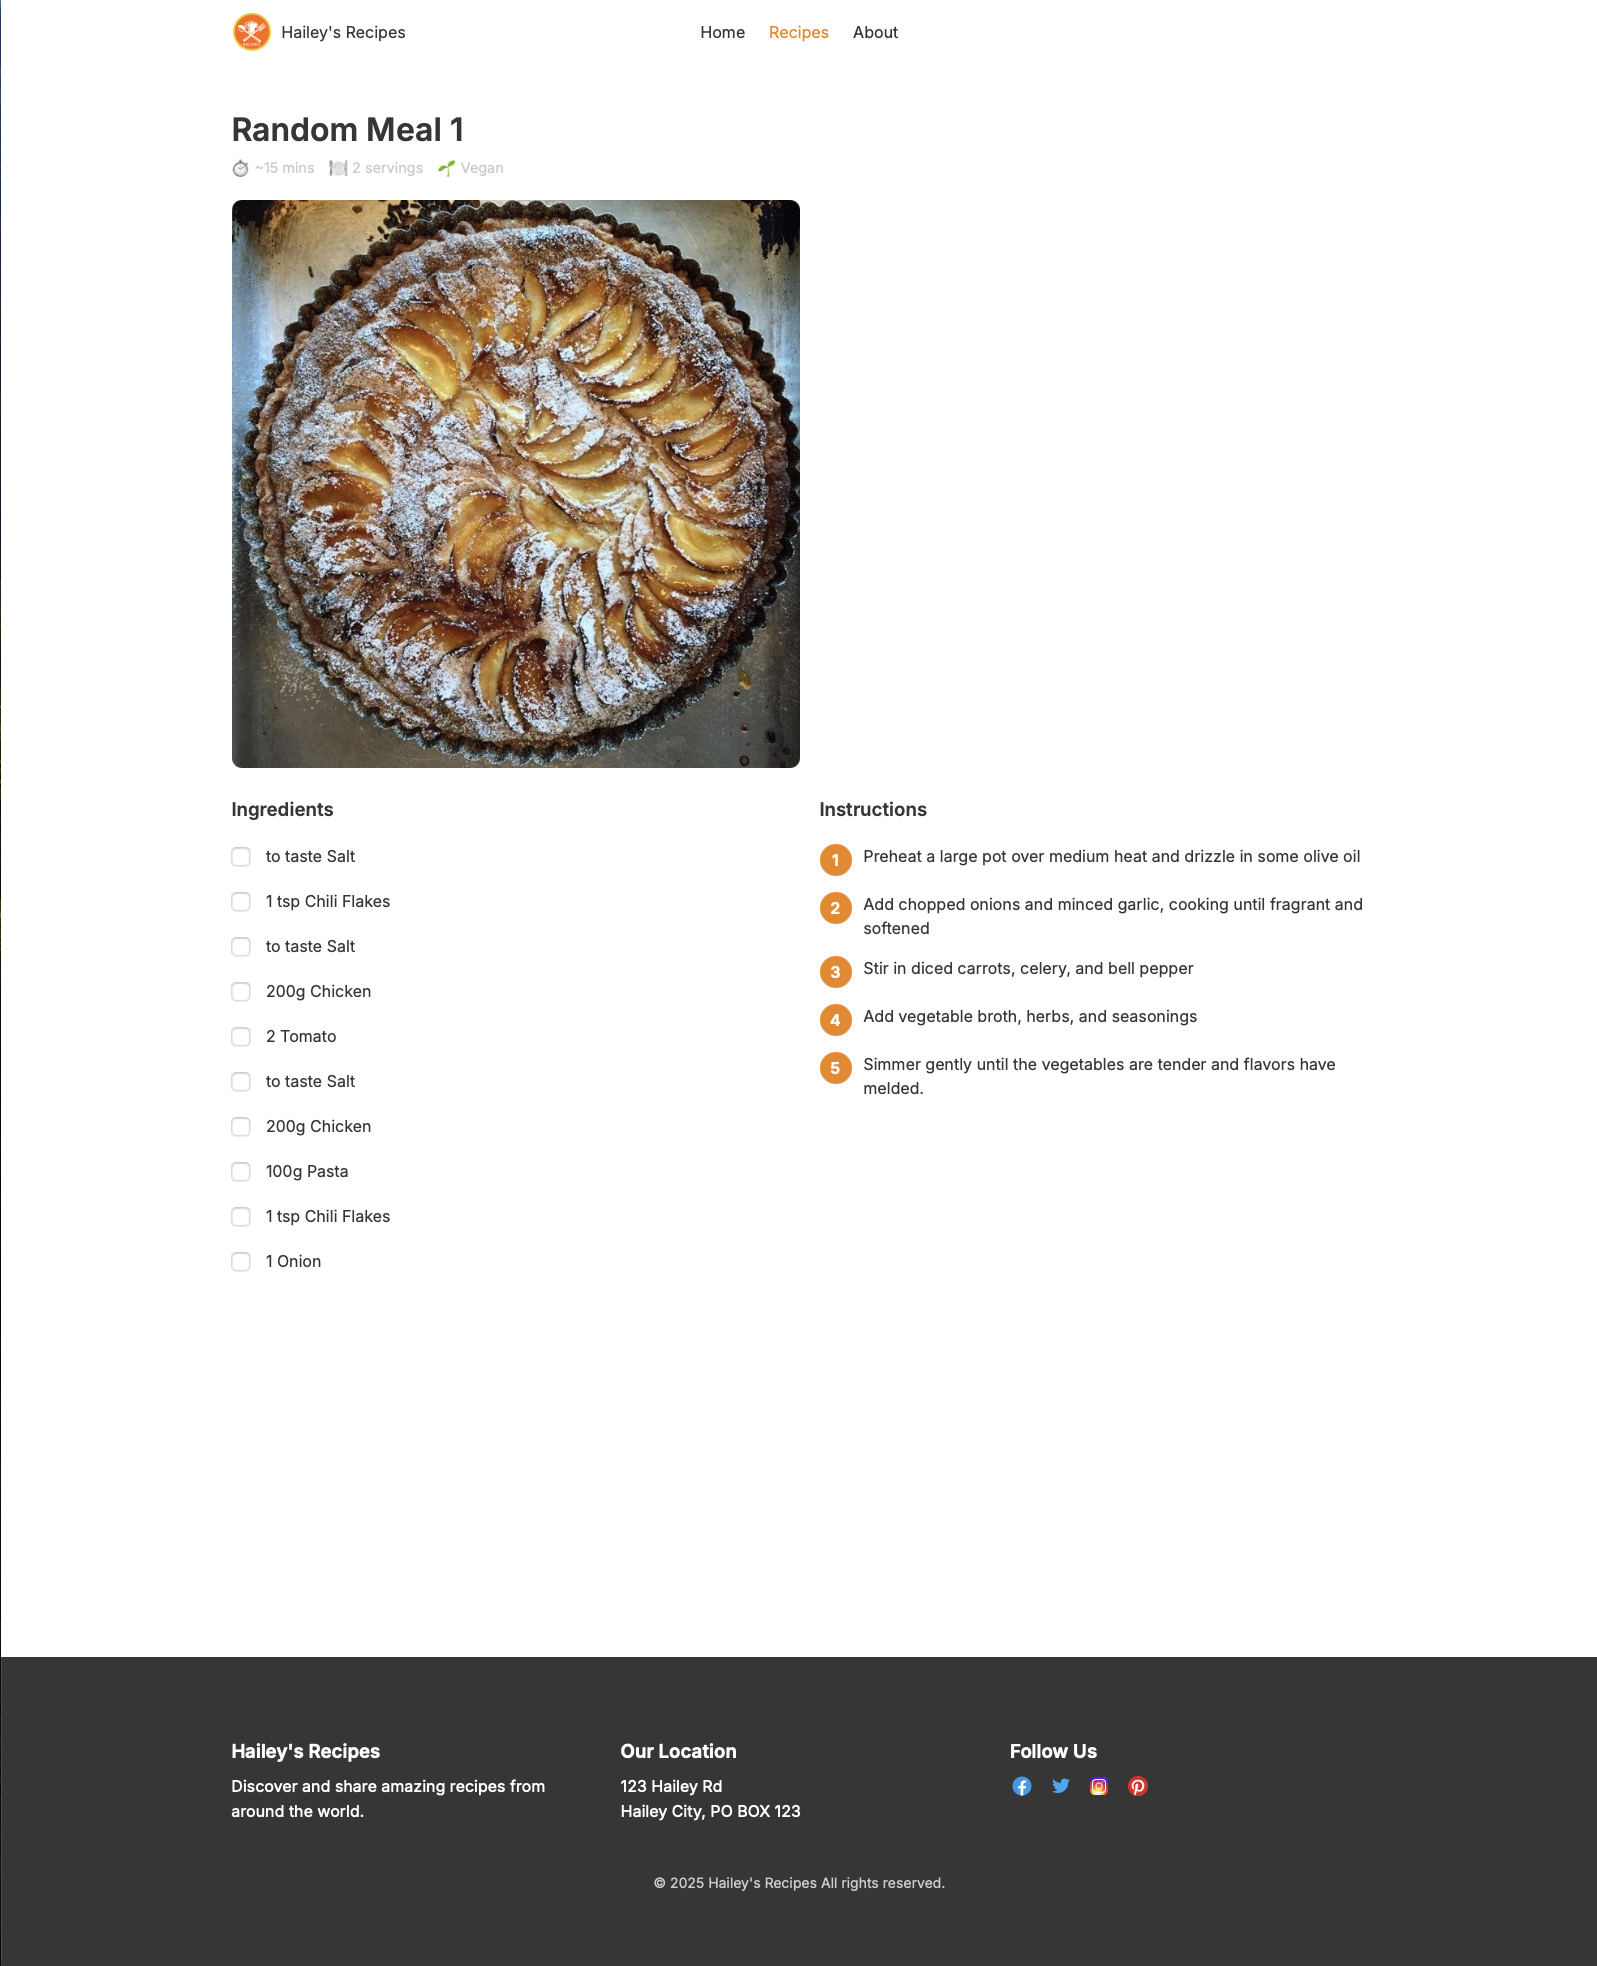 Hailey's Recipes
Home
Recipes
About
Random Meal 1
~15 mins
2 servings
Vegan
Ingredients
to taste Salt
1 tsp Chili Flakes
to taste Salt
200g Chicken
2 Tomato
to taste Salt
200g Chicken
100g Pasta
1 tsp Chili Flakes
1 Onion
Instructions
1 Preheat a large pot over medium heat and drizzle in some olive oil
2 Add chopped onions and minced garlic, cooking until fragrant and
softened
3 Stir in diced carrots, celery, and bell pepper
4 Add vegetable broth, herbs, and seasonings
5 Simmer gently until the vegetables are tender and flavors have
melded.
Hailey's Recipes
Discover and share amazing recipes from
around the world.
Our Location
123 Hailey Rd
Hailey City, PO BOX 123
Follow Us
© 2025 Hailey's Recipes All rights reserved.